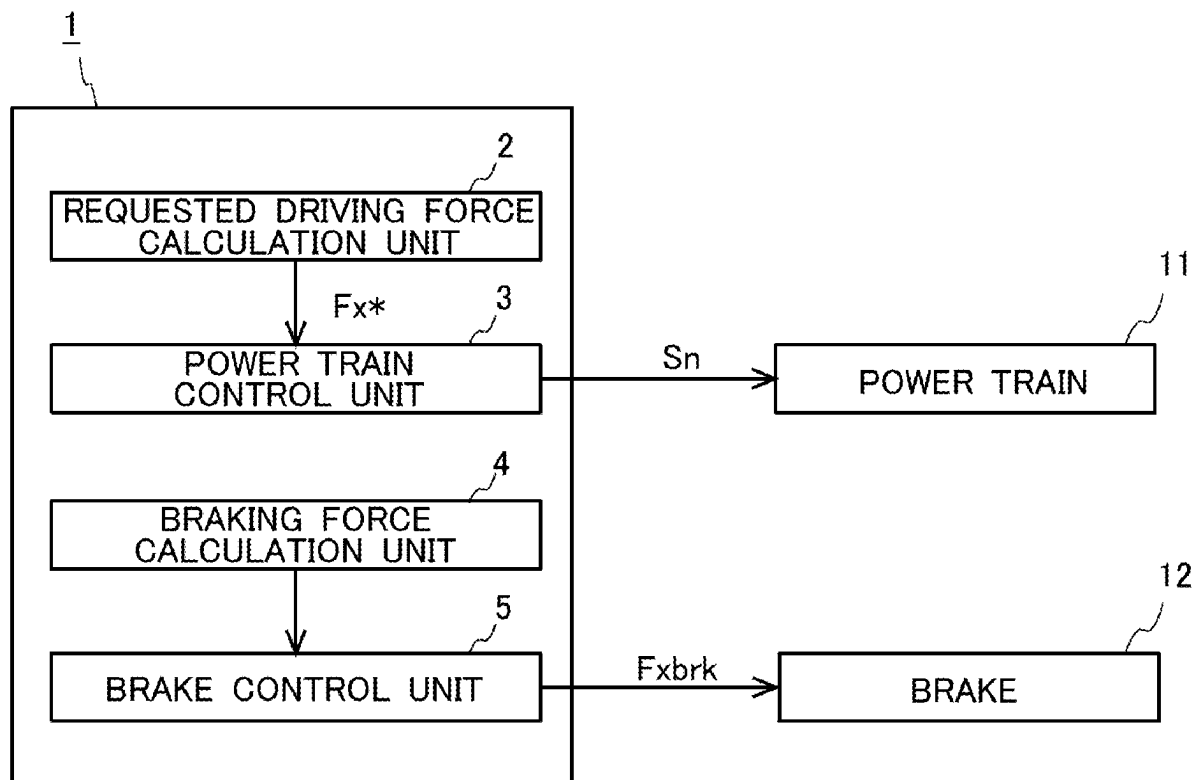 1
2
REQUESTED DRIVING FORCE
CALCULATION UNIT
Fx*
3
11
POWER TRAIN
CONTROL UNIT
Sn
POWER TRAIN
4
BRAKING FORCE
CALCULATION UNIT
5
12
BRAKE CONTROL UNIT
Fxbrk
BRAKE